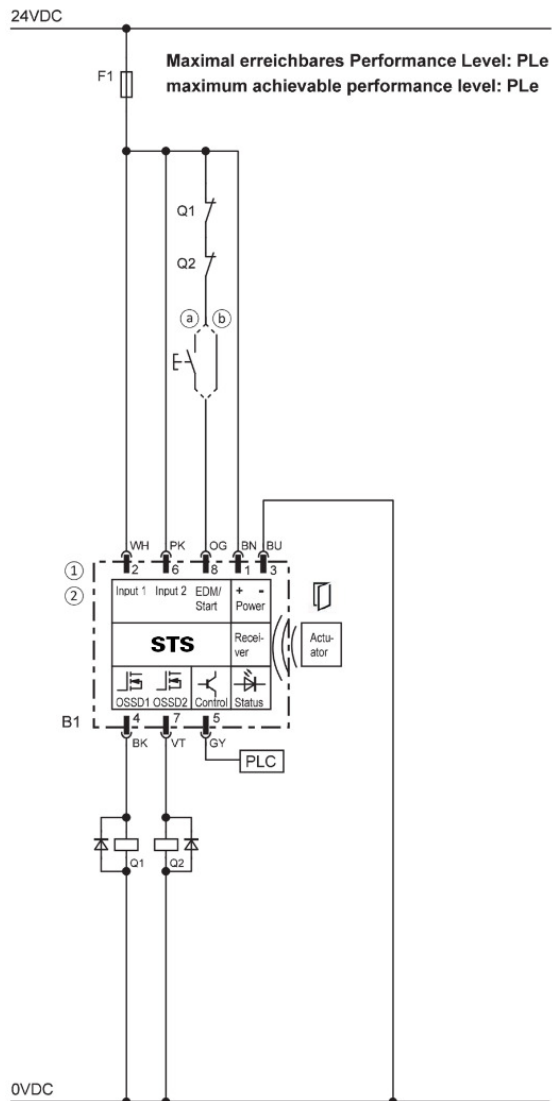 24VDC
Maximal erreichbares Performance Level: PLe
maximum achievable performance level: PLe
F1
Q1
Q2
a b
WH PK OG BN BU
2 6 8 1 3
1
2
Input 1 Input 2 EDM/ + -
Start Power
STS
Recei-
ver
Actu-
ator
OSSD1 OSSD2 Control Status
B1
4 7 5
BK VT GY
PLC
Q1 Q2
0VDC